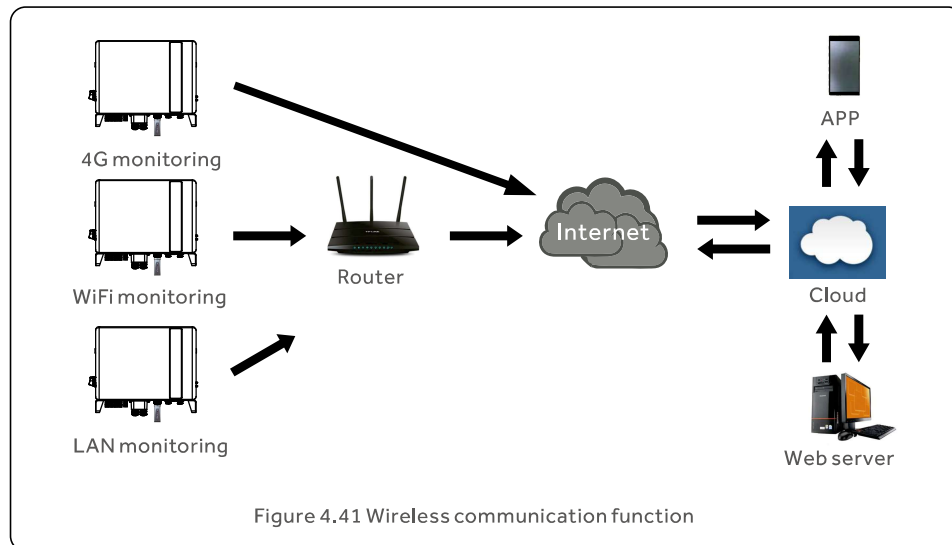 4G monitoring
WiFi monitoring
LAN monitoring
Router
Internet
APP
Cloud
Web server
Figure 4.41 Wireless communication function